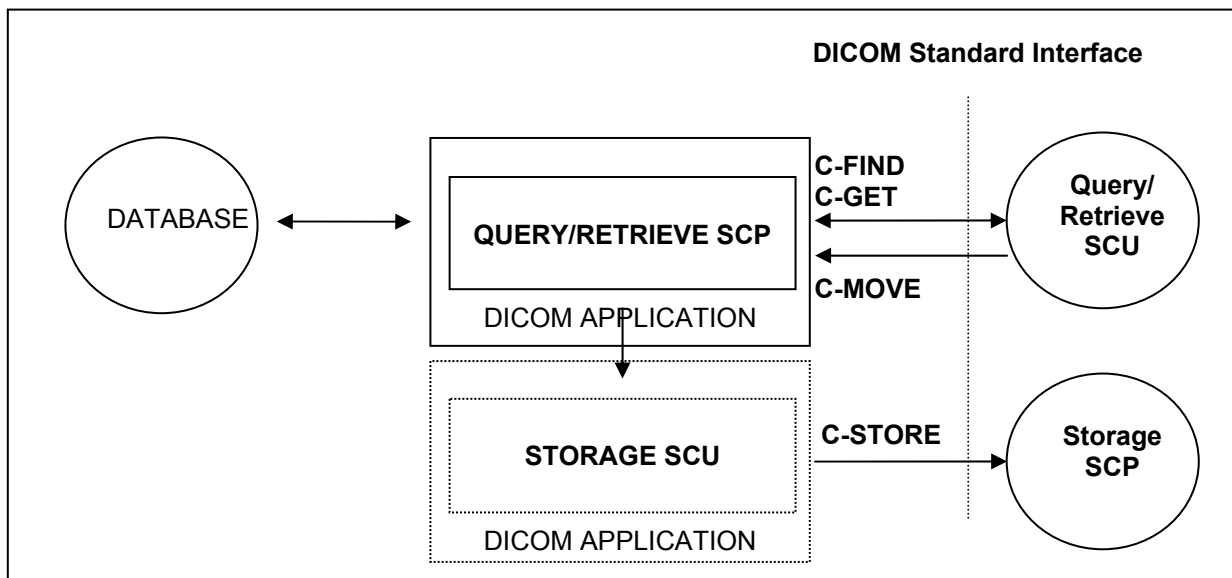 DICOM Standard Interface
DATABASE
QUERY/RETRIEVE SCP
DICOM APPLICATION
C-FIND
C-GET
C-MOVE
Query/
Retrieve
SCU
STORAGE SCU
DICOM APPLICATION
C-STORE
Storage
SCP